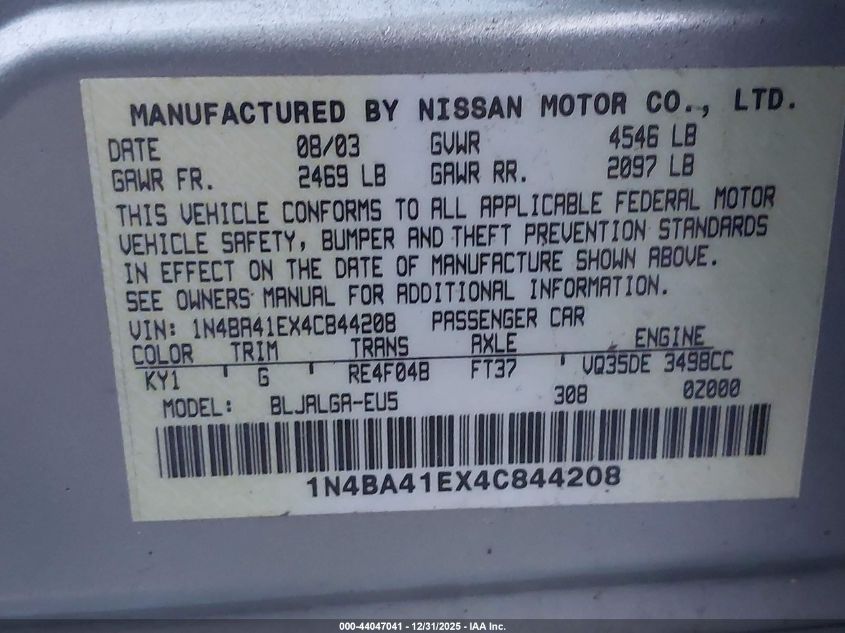 MANUFACTURED BY NISSAN MOTOR CO., LTD.
DATE 08/03 GVWR 4546 LB
GAWR FR. 2469 LB GAWR RR. 2097 LB
THIS VEHICLE CONFORMS TO ALL APPLICABLE FEDERAL MOTOR
VEHICLE SAFETY, BUMPER AND THEFT PREVENTION STANDARDS
IN EFFECT ON THE DATE OF MANUFACTURE SHOWN ABOVE.
SEE OWNERS MANUAL FOR ADDITIONAL INFORMATION.
VIN: 1N4BA41EX4C844208 PASSENGER CAR
COLOR TRIM TRANS AXLE ENGINE
KY1 G RE4F04B FT37 VQ35DE 3498CC
MODEL: BLJALGA-EU5 308 0Z000
1N4BA41EX4C844208
000-44047041 - 12/31/2025 - IAA Inc.